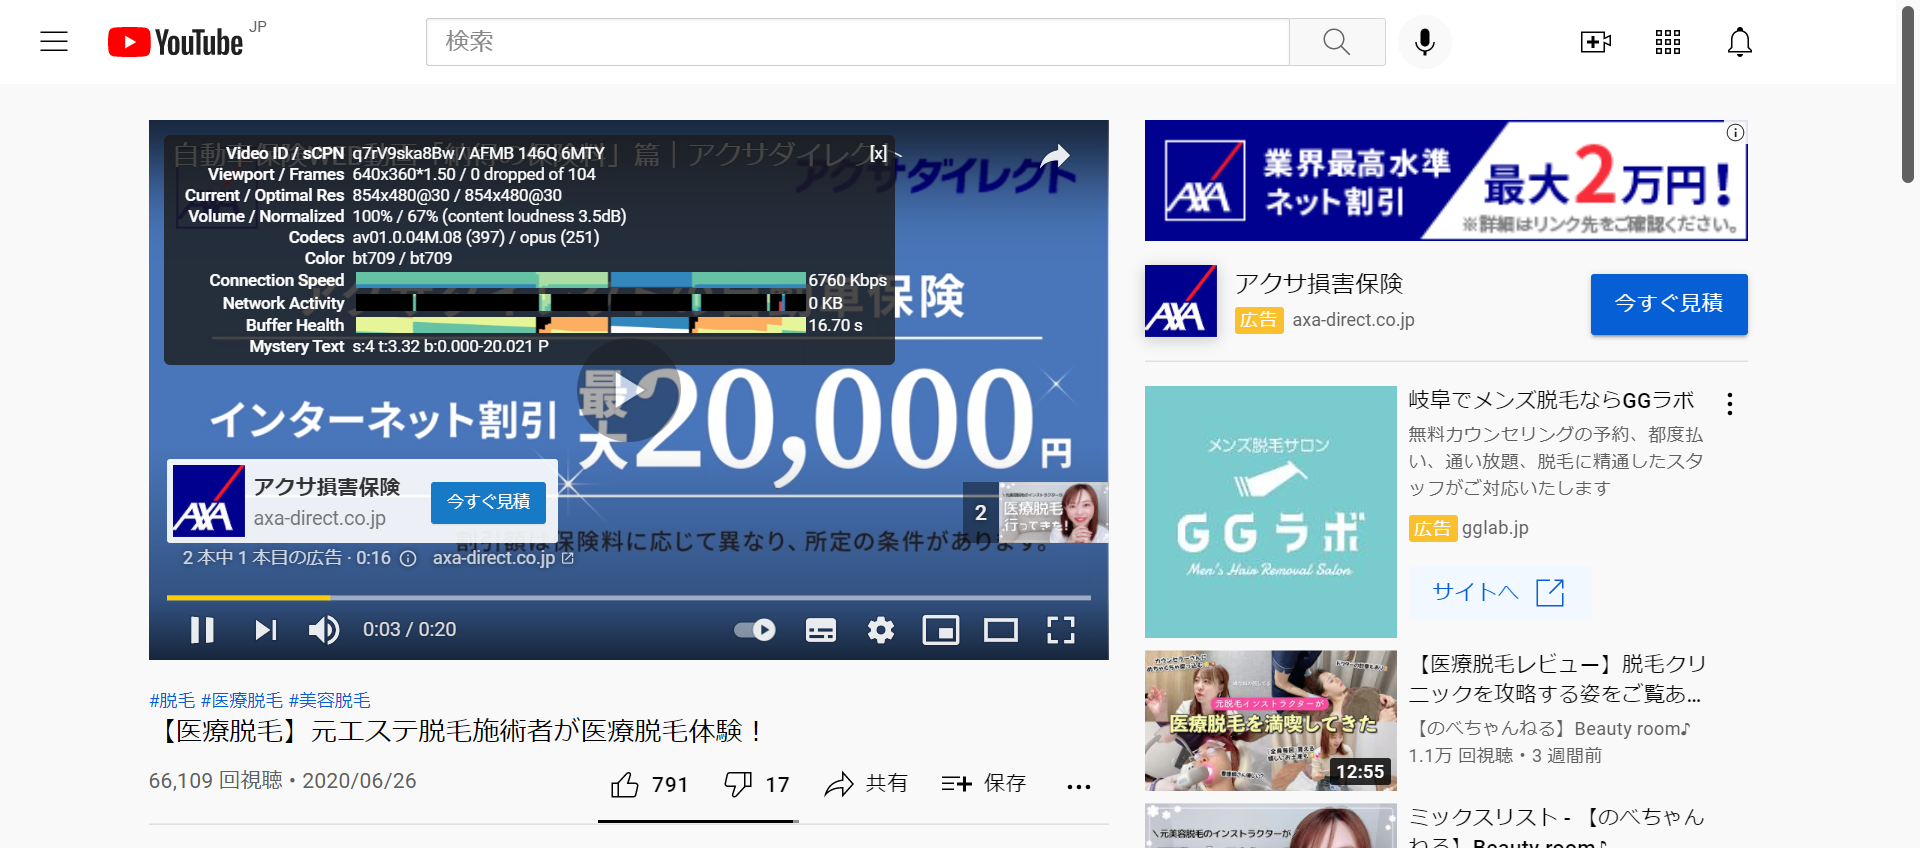 YouTube JP
検索
Video ID / sCPN q7rV9ska8Bw / AFMB 146Q 6MTY [x]
Viewport / Frames 640x360*1.50 / 0 dropped of 104
Current / Optimal Res 854x480@30 / 854x480@30
Volume / Normalized 100% / 67% (content loudness 3.5dB)
Codecs av01.0.04M.08 (397) / opus (251)
Color bt709 / bt709
Connection Speed 6760 Kbps
Network Activity 0 KB
Buffer Health 16.70 s
Mystery Text s:4 t:3.32 b:0.000-20.021 P
アクサダイレクト
保険
インターネット割引 最大20,000円
AXA アクサ損害保険
axa-direct.co.jp
今すぐ見積
割引額は保険料に応じて異なり、所定の条件があります。
2 本中 1 本目の広告 · 0:16 axa-direct.co.jp
2
医療脱毛
行ってきた!
0:03 / 0:20
#脱毛 #医療脱毛 #美容脱毛
【医療脱毛】元エステ脱毛施術者が医療脱毛体験！
66,109 回視聴・2020/06/26
791 17 共有 保存
AXA 業界最高水準
ネット割引
最大2万円!
※詳細はリンク先をご確認ください。
AXA アクサ損害保険
広告 axa-direct.co.jp
今すぐ見積
メンズ脱毛サロン
GGラボ
Men's Hair Removal Salon
岐阜でメンズ脱毛ならGGラボ
無料カウンセリングの予約、都度払
い、通い放題、脱毛に精通したスタ
ッフがご対応いたします
広告 gglab.jp
サイトへ
元脱毛インストラクターが
医療脱毛を満喫してきた
12:55
【医療脱毛レビュー】脱毛クリ
ニックを攻略する姿をご覧あ...
【のべちゃんねる】Beauty room♪
1.1万 回視聴・3 週間前
\元美容脱毛のインストラクターが
ミックスリスト - 【のべちゃん
ねる】Beauty room♪